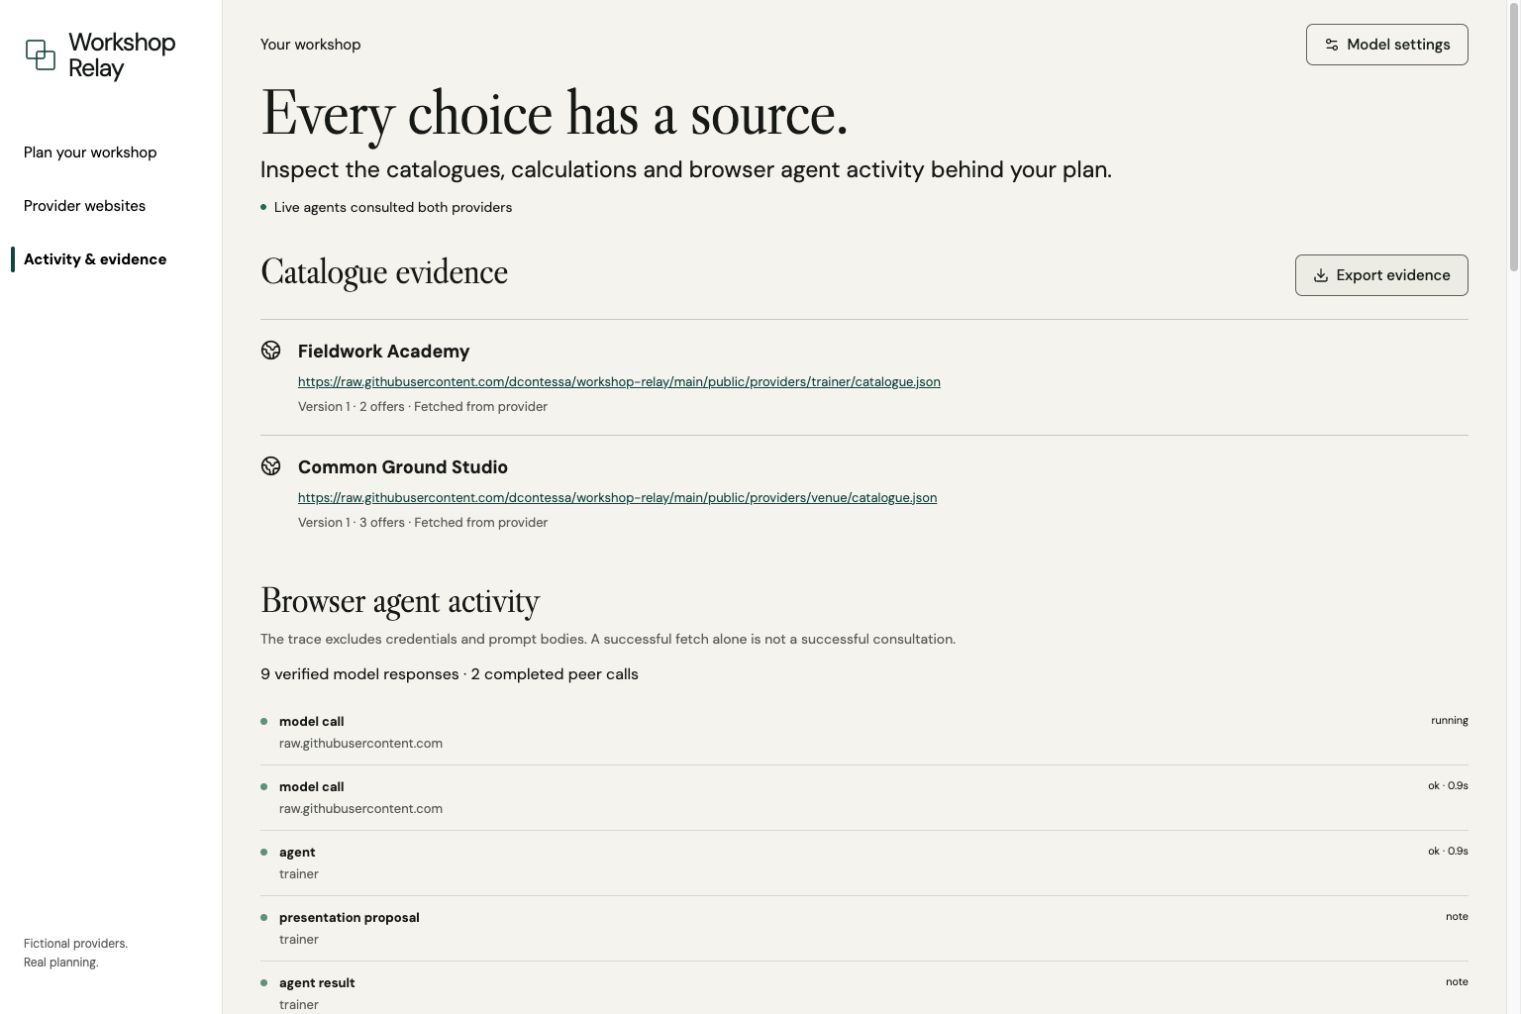 Workshop
Relay
Plan your workshop
Provider websites
Activity & evidence
Fictional providers.
Real planning.
Your workshop
Model settings
Every choice has a source.
Inspect the catalogues, calculations and browser agent activity behind your plan.
Live agents consulted both providers
Catalogue evidence
Export evidence
Fieldwork Academy
https://raw.githubusercontent.com/dcontessa/workshop-relay/main/public/providers/trainer/catalogue.json
Version 1 · 2 offers · Fetched from provider
Common Ground Studio
https://raw.githubusercontent.com/dcontessa/workshop-relay/main/public/providers/venue/catalogue.json
Version 1 · 3 offers · Fetched from provider
Browser agent activity
The trace excludes credentials and prompt bodies. A successful fetch alone is not a successful consultation.
9 verified model responses · 2 completed peer calls
model call
running
raw.githubusercontent.com
model call
ok · 0.9s
raw.githubusercontent.com
agent
ok · 0.9s
trainer
presentation proposal
note
trainer
agent result
note
trainer